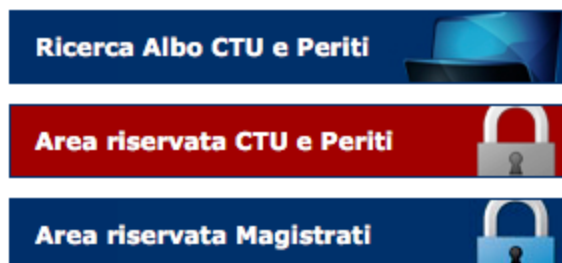 Ricerca Albo CTU e Periti
Area riservata CTU e Periti
Area riservata Magistrati